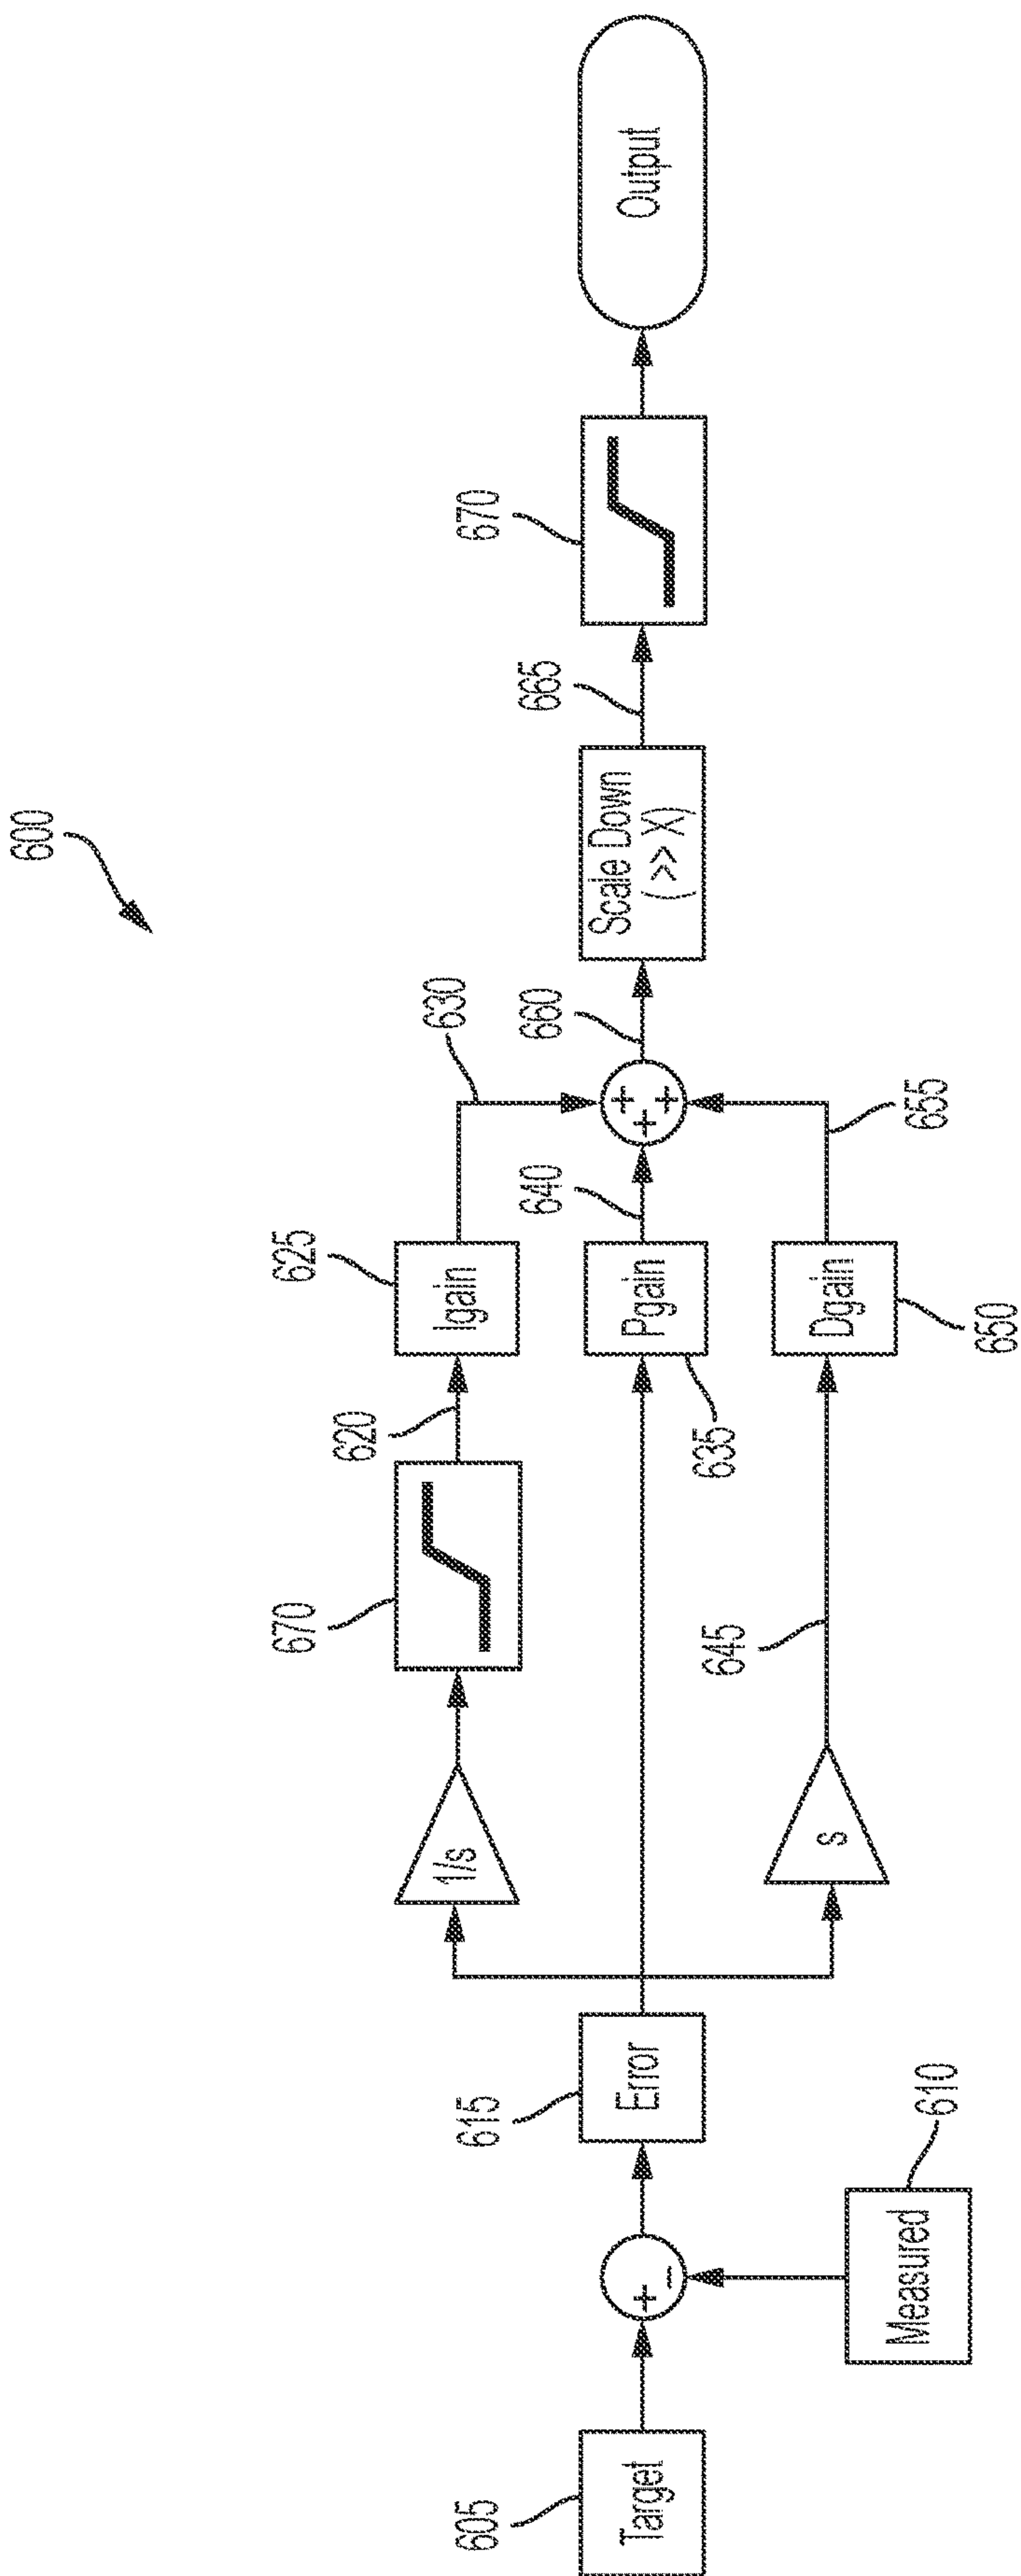 600
605
Target
+
−
Measured
610
615
Error
1/s
s
670
620
645
625
Igain
Pgain
635
Dgain
650
630
640
655
+
+
+
660
Scale Down
(>> X)
665
670
Output